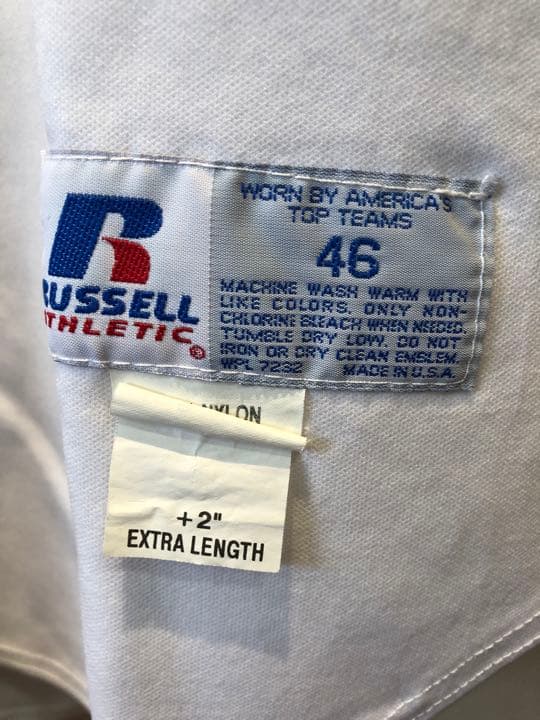 RUSSELL
ATHLETIC
®
WORN BY AMERICA'S
TOP TEAMS
46
MACHINE WASH WARM WITH
LIKE COLORS. ONLY NON-
CHLORINE BLEACH WHEN NEEDED.
TUMBLE DRY LOW. DO NOT
IRON OR DRY CLEAN EMBLEM.
WPL 7232 MADE IN U.S.A.
NYLON
+2"
EXTRA LENGTH